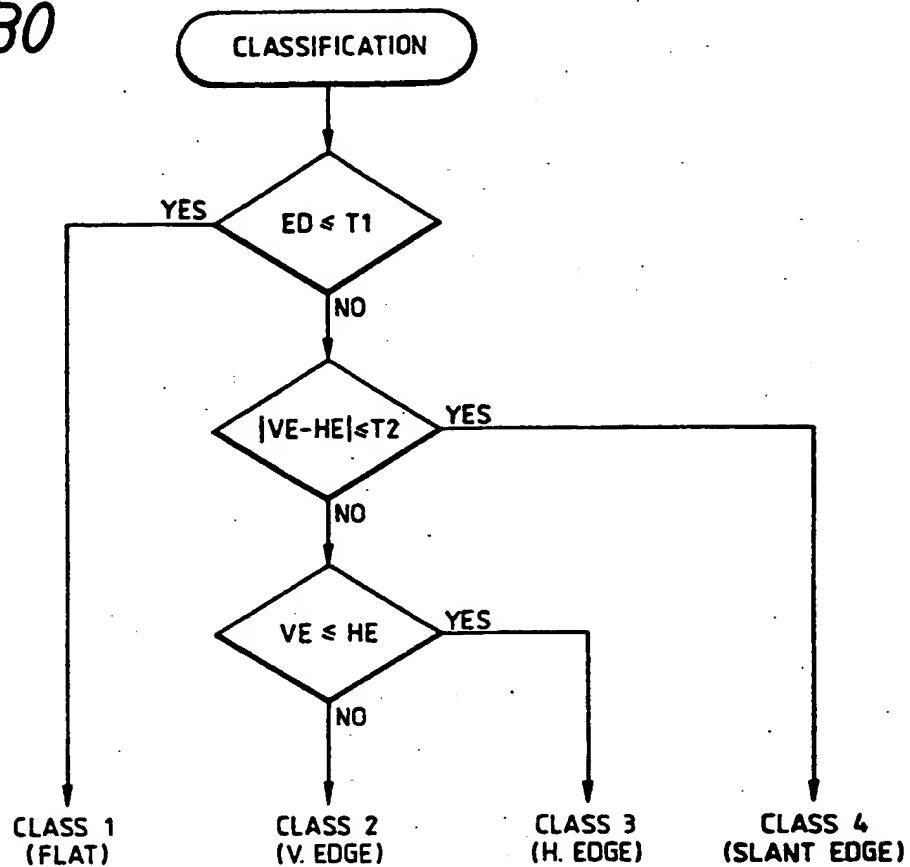 30
CLASSIFICATION
YES
ED ≤ T1
NO
|VE-HE|≤T2
YES
NO
VE ≤ HE
YES
NO
CLASS 1
(FLAT)
CLASS 2
(V. EDGE)
CLASS 3
(H. EDGE)
CLASS 4
(SLANT EDGE)